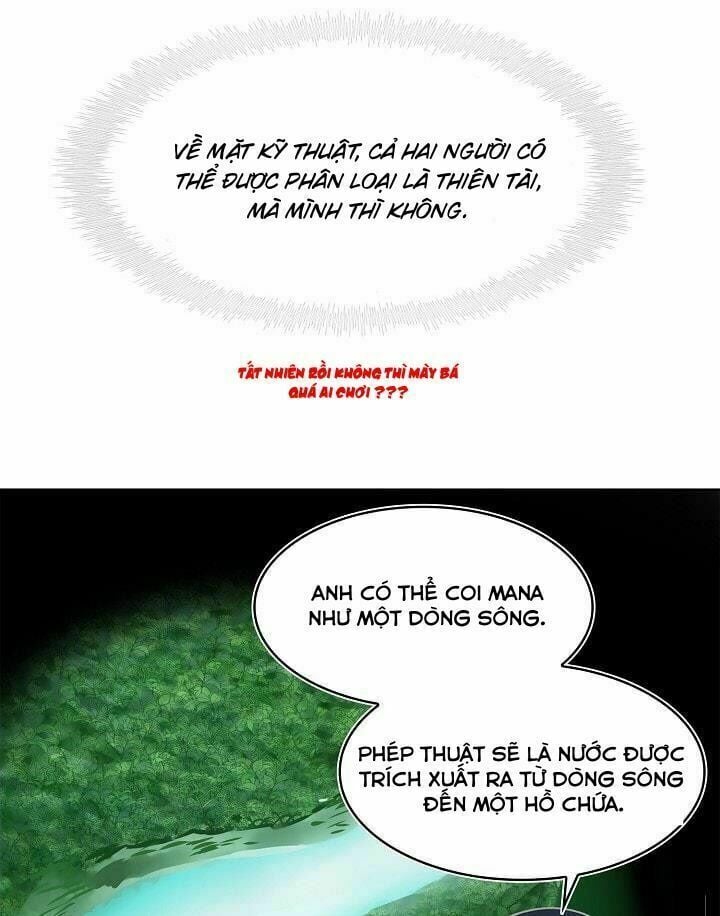 VỀ MẶT KỸ THUẬT, CẢ HAI NGƯỜI CÓ
THỂ ĐƯỢC PHÂN LOẠI LÀ THIÊN TÀI,
MÀ MÌNH THÌ KHÔNG.
TẤT NHIÊN RỒI KHÔNG THÌ MÀY BÁ
QUÁ AI CHƠI ???
ANH CÓ THỂ COI MANA
NHƯ MỘT DÒNG SÔNG.
PHÉP THUẬT SẼ LÀ NƯỚC ĐƯỢC
TRÍCH XUẤT RA TỪ DÒNG SÔNG
ĐẾN MỘT HỒ CHỨA.